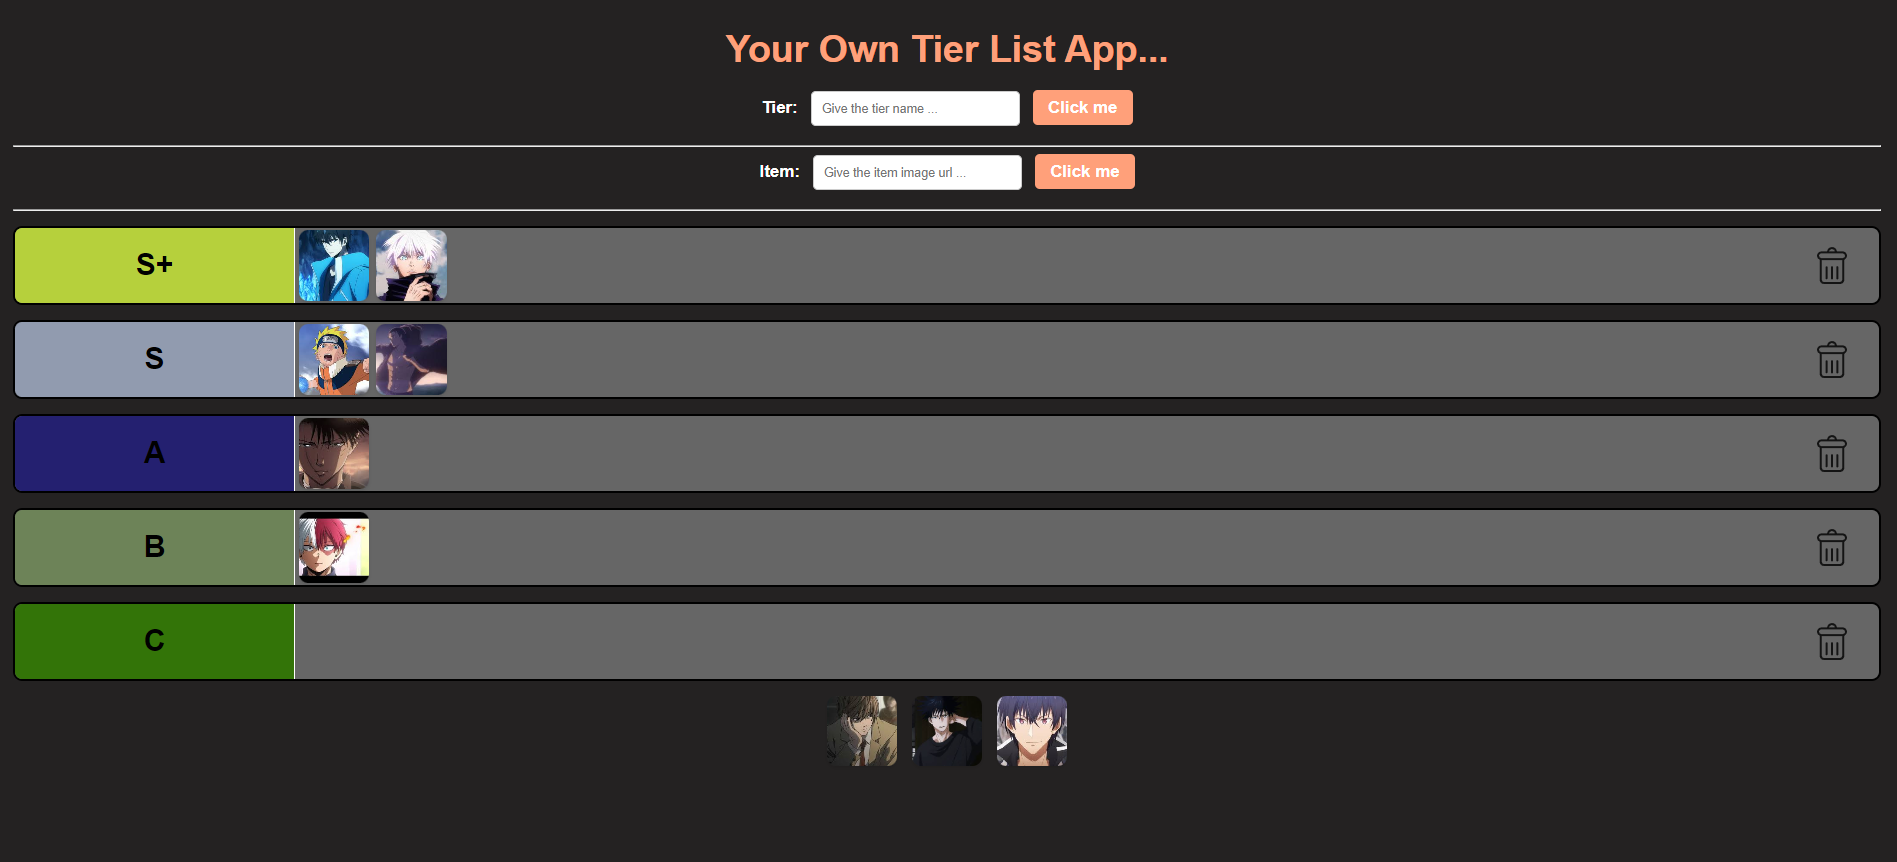 Your Own Tier List App...
Tier: Give the tier name ... Click me
Item: Give the item image url ... Click me
S+
S
A
B
C